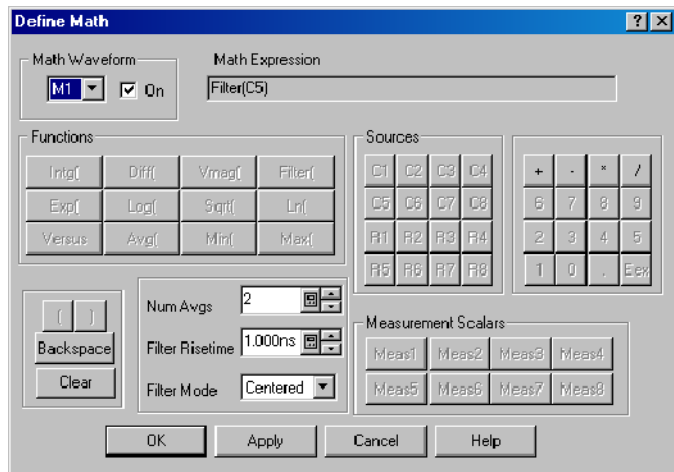 Define Math
Math Waveform
M1
On
Math Expression
Filter(C5)
Functions
Intg( Diff( Vmag( Filter(
Exp( Log( Sqrt( Ln(
Versus Avg( Min( Max(
Sources
C1 C2 C3 C4
C5 C6 C7 C8
R1 R2 R3 R4
R5 R6 R7 R8
+ - * /
6 7 8 9
2 3 4 5
1 0 . Eex
( )
Backspace
Clear
Num Avgs 2
Filter Risetime 1.000ns
Filter Mode Centered
Measurement Scalars
Meas1 Meas2 Meas3 Meas4
Meas5 Meas6 Meas7 Meas8
OK Apply Cancel Help